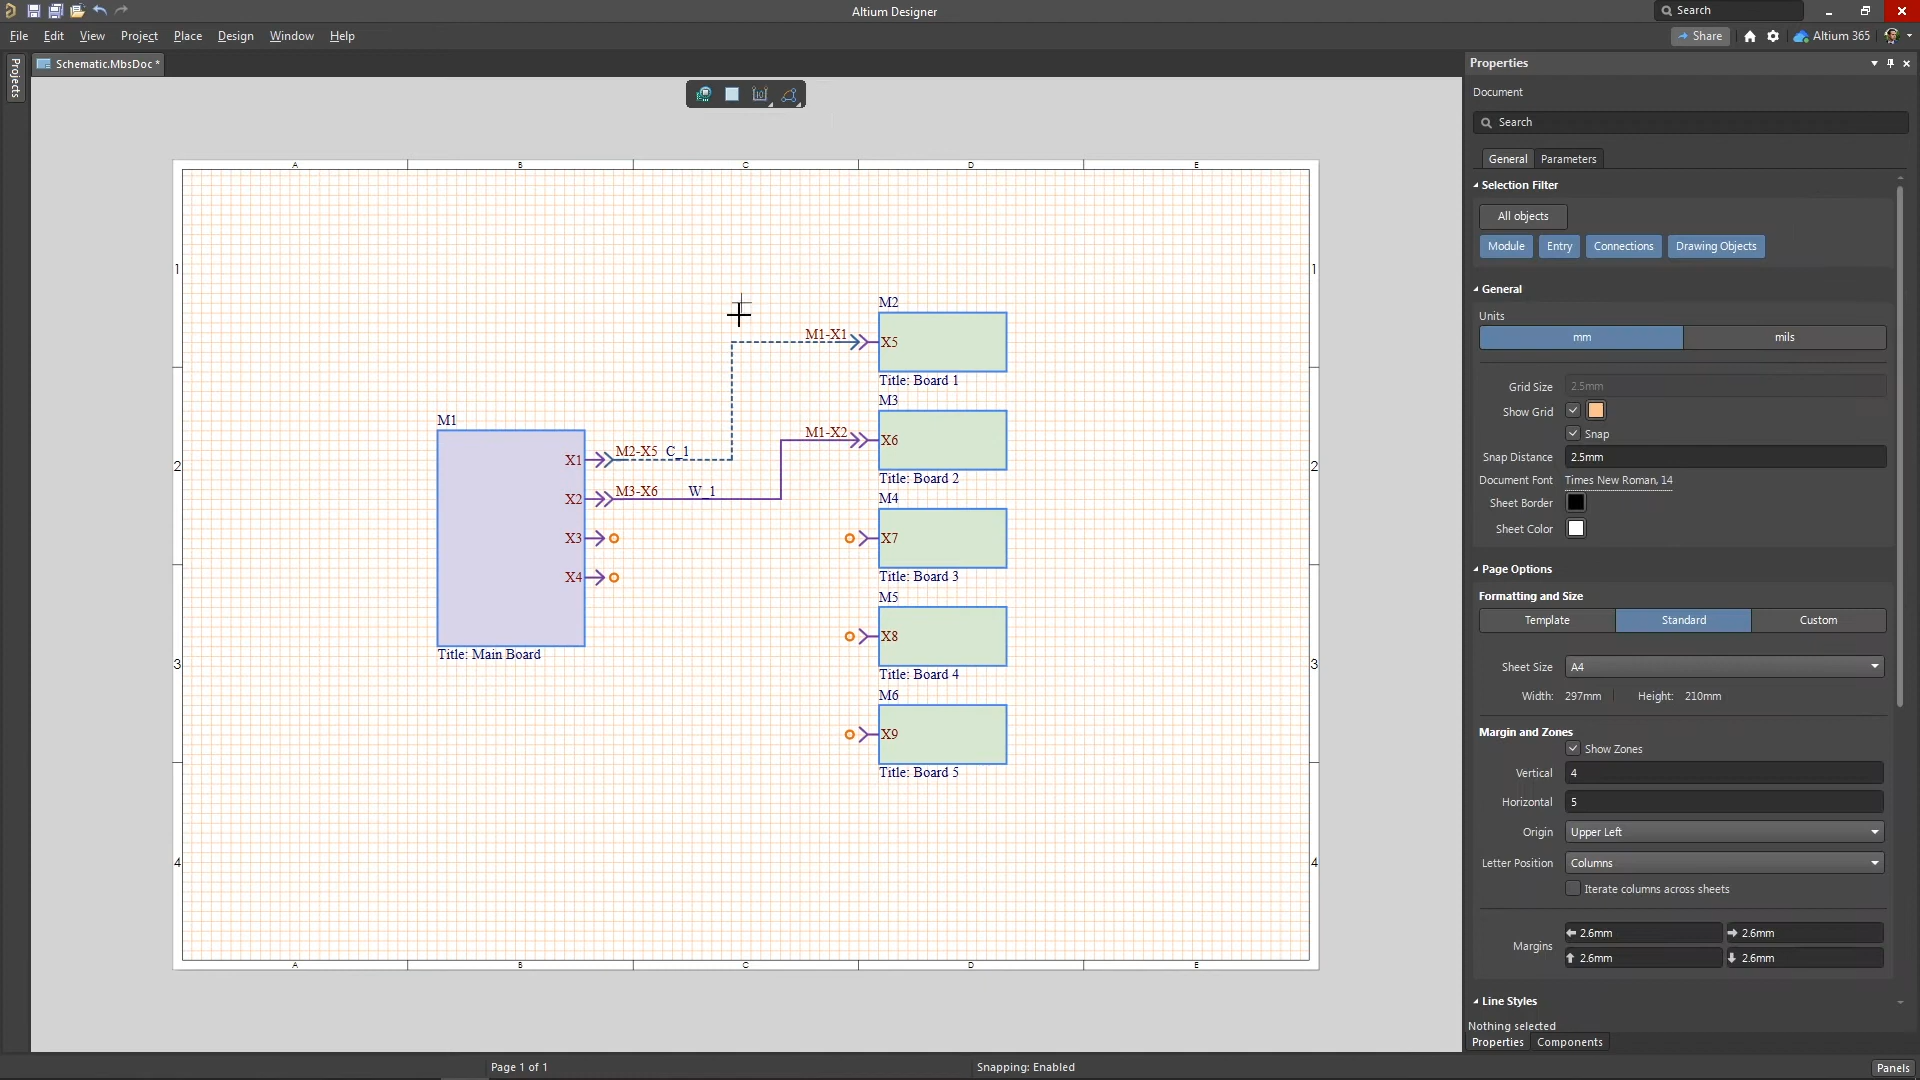 Altium Designer
Search
File Edit View Project Place Design Window Help
Share
Altium 365
Projects
Schematic.MbsDoc *
Properties
Document
Search
General Parameters
Selection Filter
All objects
Module Entry Connections Drawing Objects
General
Units
mm mils
Grid Size 2.5mm
Show Grid
Snap
Snap Distance 2.5mm
Document Font Times New Roman, 14
Sheet Border
Sheet Color
Page Options
Formatting and Size
Template Standard Custom
Sheet Size A4
Width: 297mm Height: 210mm
Margin and Zones
Show Zones
Vertical 4
Horizontal 5
Origin Upper Left
Letter Position Columns
Iterate columns across sheets
Margins 2.6mm 2.6mm
2.6mm 2.6mm
Line Styles
Nothing selected
Properties Components
A B C D E
1 1
2 2
3 3
4 4
A B C D E
M1
X1 M2-X5 C_1
X2 M3-X6 W_1
X3
X4
Title: Main Board
M2
M1-X1 X5
Title: Board 1
M3
M1-X2 X6
Title: Board 2
M4
X7
Title: Board 3
M5
X8
Title: Board 4
M6
X9
Title: Board 5
Page 1 of 1 Snapping: Enabled
Panels